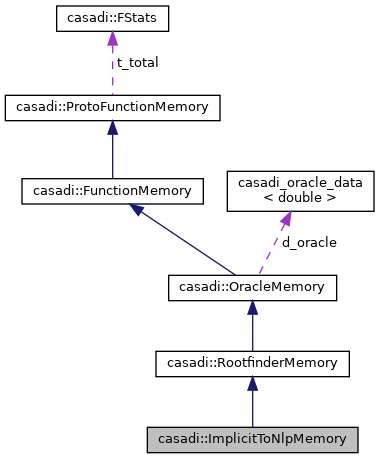 casadi::FStats
t_total
casadi::ProtoFunctionMemory
casadi::FunctionMemory
casadi_oracle_data
< double >
d_oracle
casadi::OracleMemory
casadi::RootfinderMemory
casadi::ImplicitToNlpMemory